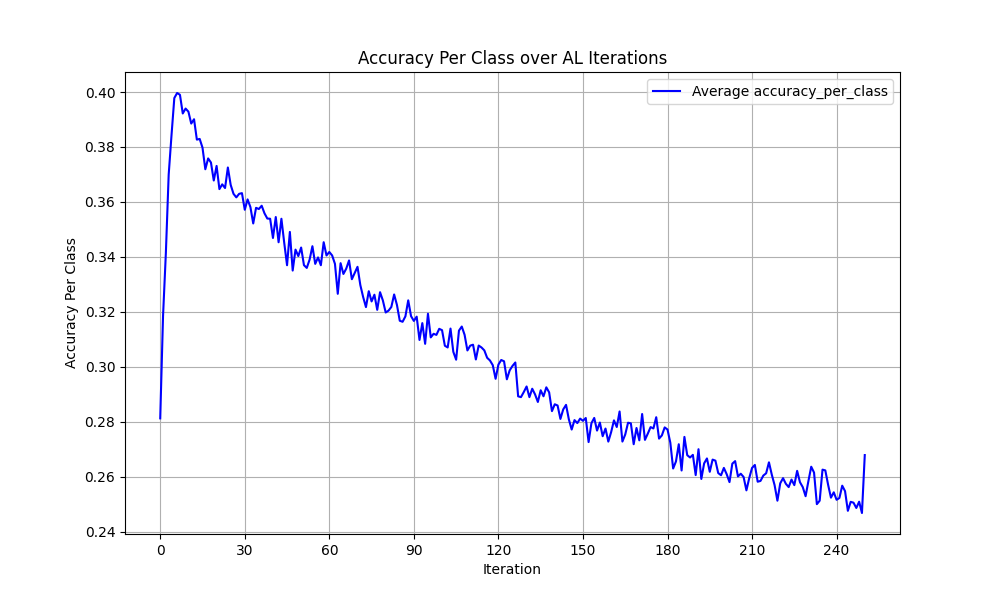 Accuracy Per Class over AL Iterations
Average accuracy_per_class
Accuracy Per Class
0.40
0.38
0.36
0.34
0.32
0.30
0.28
0.26
0.24
0 30 60 90 120 150 180 210 240
Iteration